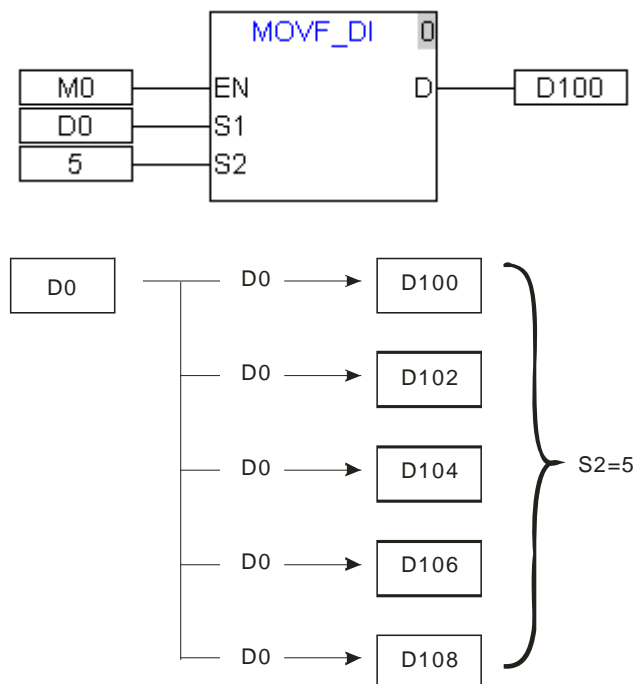 MOVF_DI 0
M0 EN D D100
D0 S1
5 S2
D0 D0 D100
D0 D102
D0 D104 S2=5
D0 D106
D0 D108